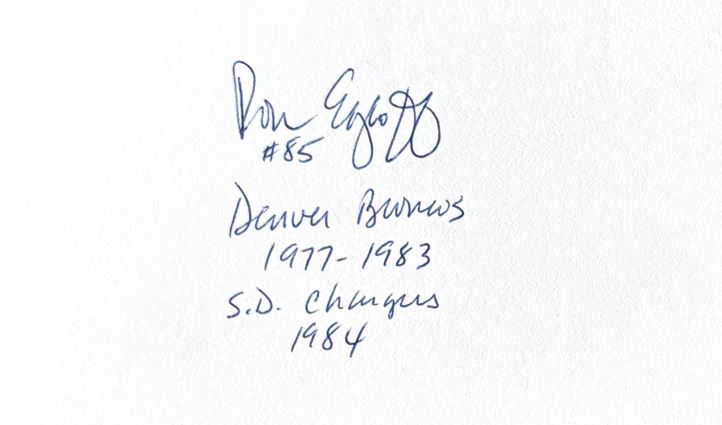 Ron Egloff
#85
Denver Broncos
1977-1983
S.D. Chargers
1984